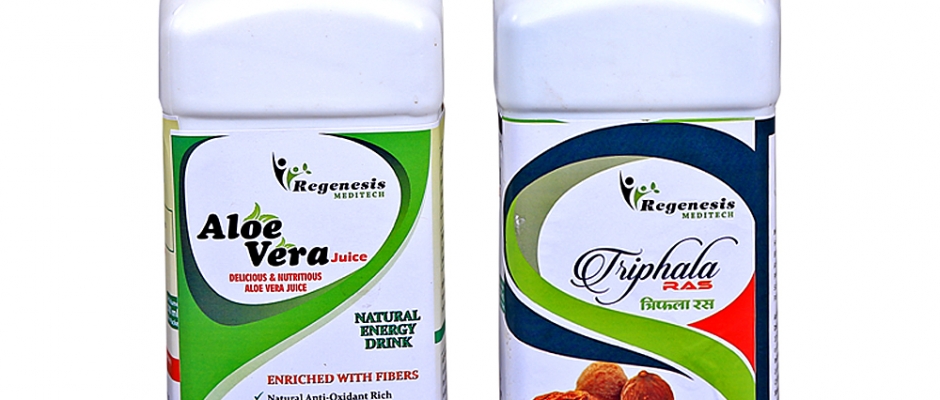 Regenesis
MEDITECH
Aloe
Vera Juice
DELICIOUS & NUTRITIOUS
ALOE VERA JUICE
NATURAL
ENERGY
DRINK
ENRICHED WITH FIBERS
✓ Natural Anti-Oxidant Rich
Regenesis
MEDITECH
Triphala
RAS
त्रिफला रस